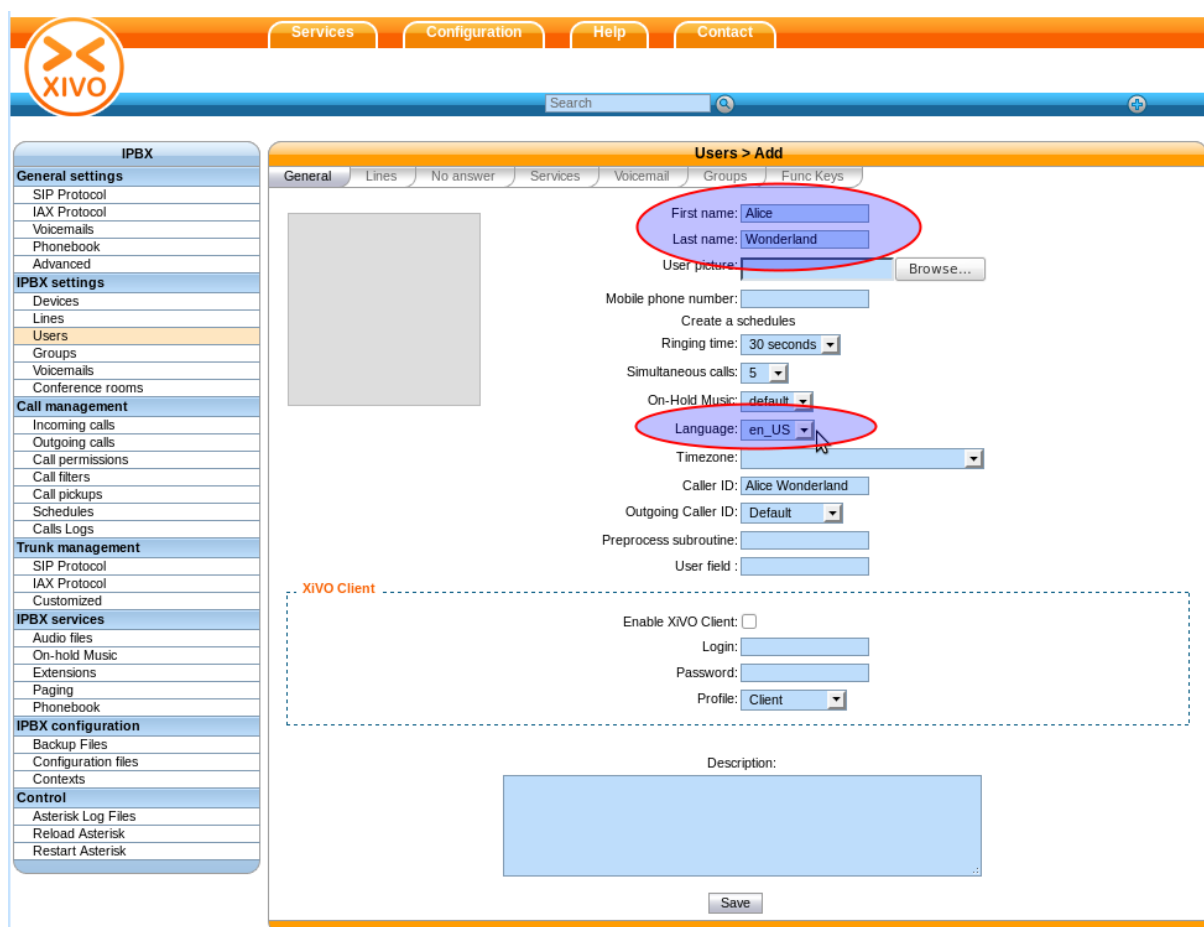 Services Configuration Help Contact
XIVO
Search
IPBX
General settings
SIP Protocol
IAX Protocol
Voicemails
Phonebook
Advanced
IPBX settings
Devices
Lines
Users
Groups
Voicemails
Conference rooms
Call management
Incoming calls
Outgoing calls
Call permissions
Call filters
Call pickups
Schedules
Calls Logs
Trunk management
SIP Protocol
IAX Protocol
Customized
IPBX services
Audio files
On-hold Music
Extensions
Paging
Phonebook
IPBX configuration
Backup Files
Configuration files
Contexts
Control
Asterisk Log Files
Reload Asterisk
Restart Asterisk
Users > Add
General Lines No answer Services Voicemail Groups Func Keys
First name: Alice
Last name: Wonderland
User picture: Browse...
Mobile phone number:
Create a schedules
Ringing time: 30 seconds
Simultaneous calls: 5
On-Hold Music: default
Language: en_US
Timezone:
Caller ID: Alice Wonderland
Outgoing Caller ID: Default
Preprocess subroutine:
User field :
XiVO Client
Enable XiVO Client:
Login:
Password:
Profile: Client
Description:
Save